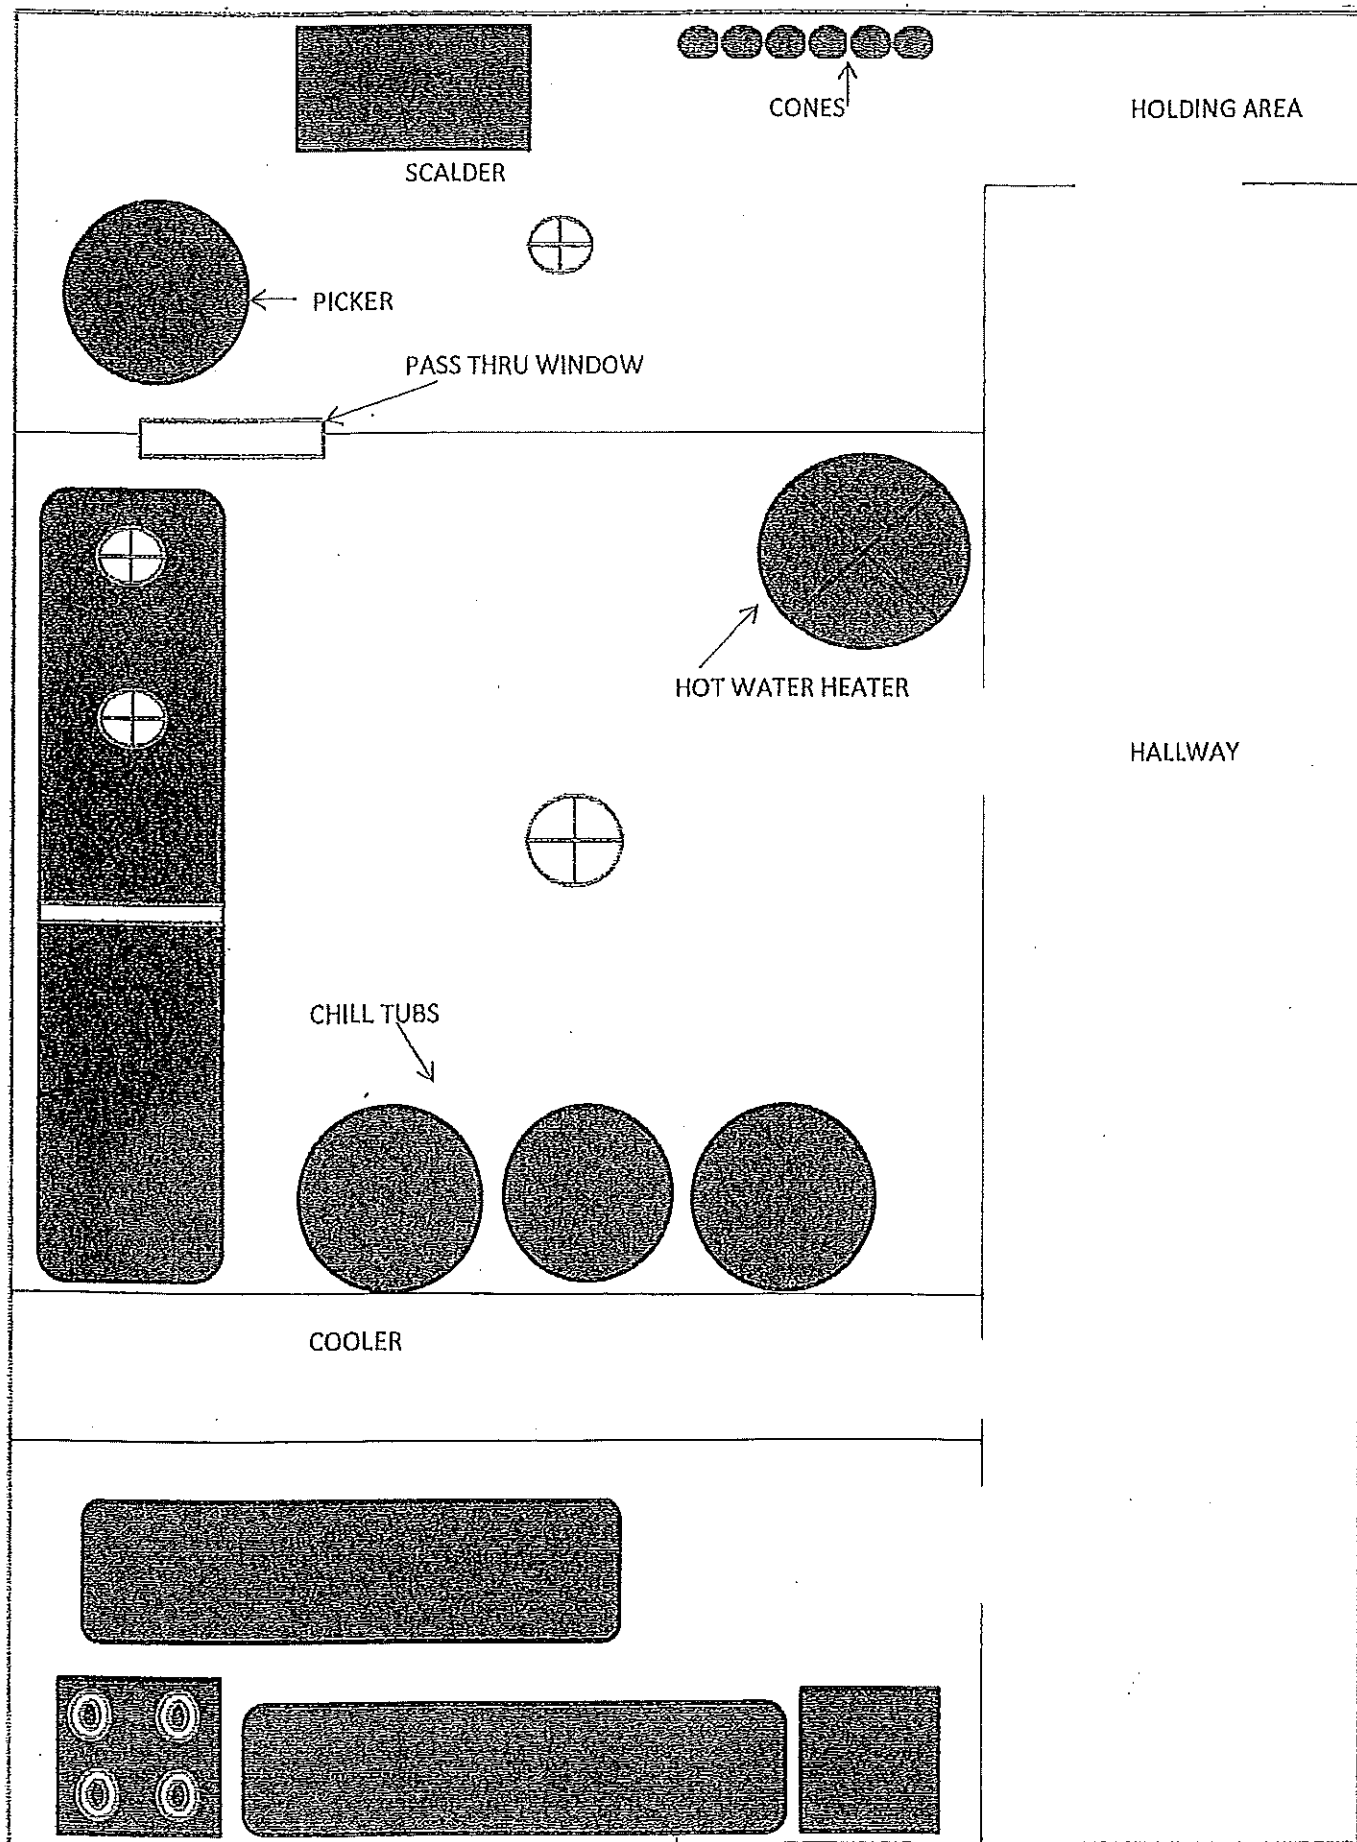 CONES
HOLDING AREA
SCALDER
PICKER
PASS THRU WINDOW
HOT WATER HEATER
HALLWAY
CHILL TUBS
COOLER